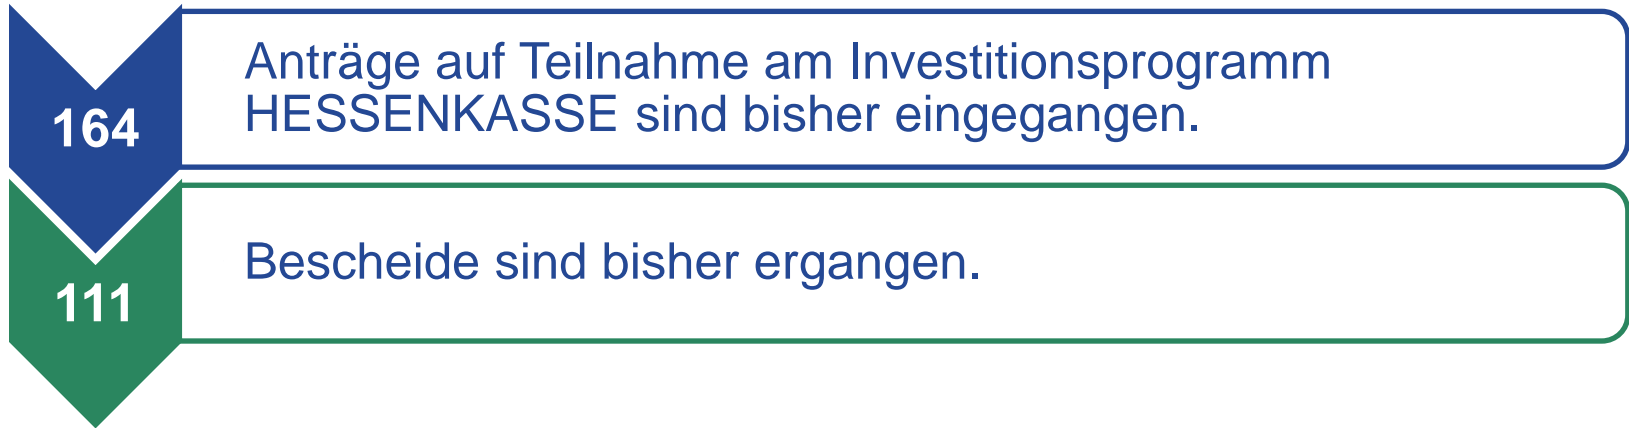 164
Anträge auf Teilnahme am Investitionsprogramm
HESSENKASSE sind bisher eingegangen.
111
Bescheide sind bisher ergangen.